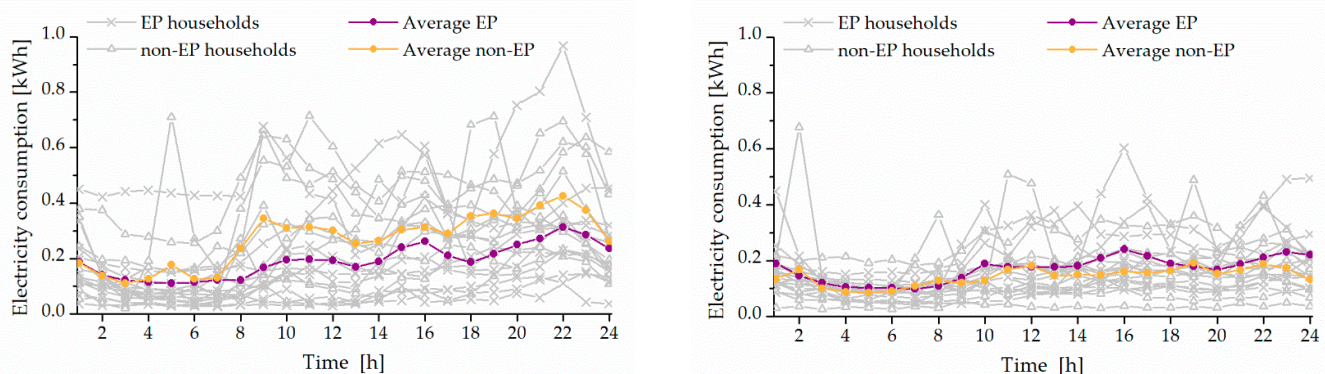 EP households Average EP
non-EP households Average non-EP
Electricity consumption [kWh]
1.0
0.8
0.6
0.4
0.2
0.0
2 4 6 8 10 12 14 16 18 20 22 24
Time [h]
EP households Average EP
non-EP households Average non-EP
Electricity consumption [kWh]
1.0
0.8
0.6
0.4
0.2
0.0
2 4 6 8 10 12 14 16 18 20 22 24
Time [h]